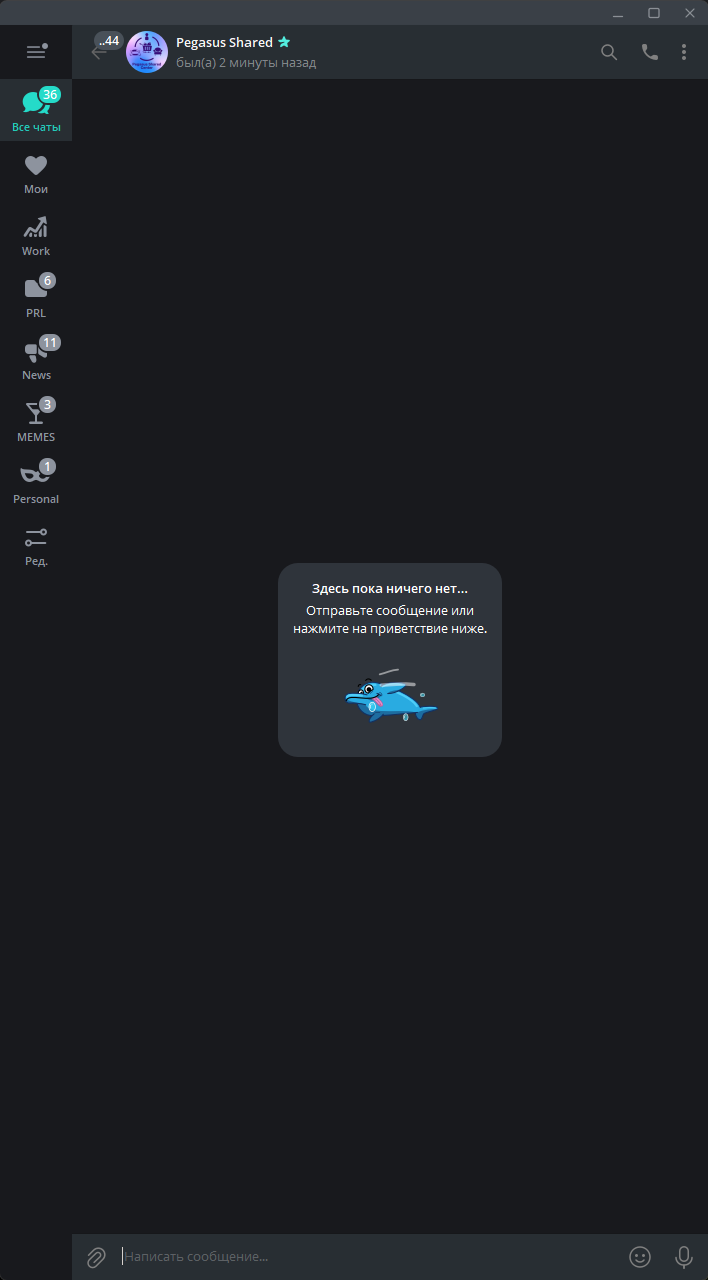 ..44
Pegasus Shared
был(а) 2 минуты назад
36
Все чаты
Мои
Work
6
PRL
11
News
3
MEMES
1
Personal
Ред.
Здесь пока ничего нет...
Отправьте сообщение или
нажмите на приветствие ниже.
Написать сообщение...